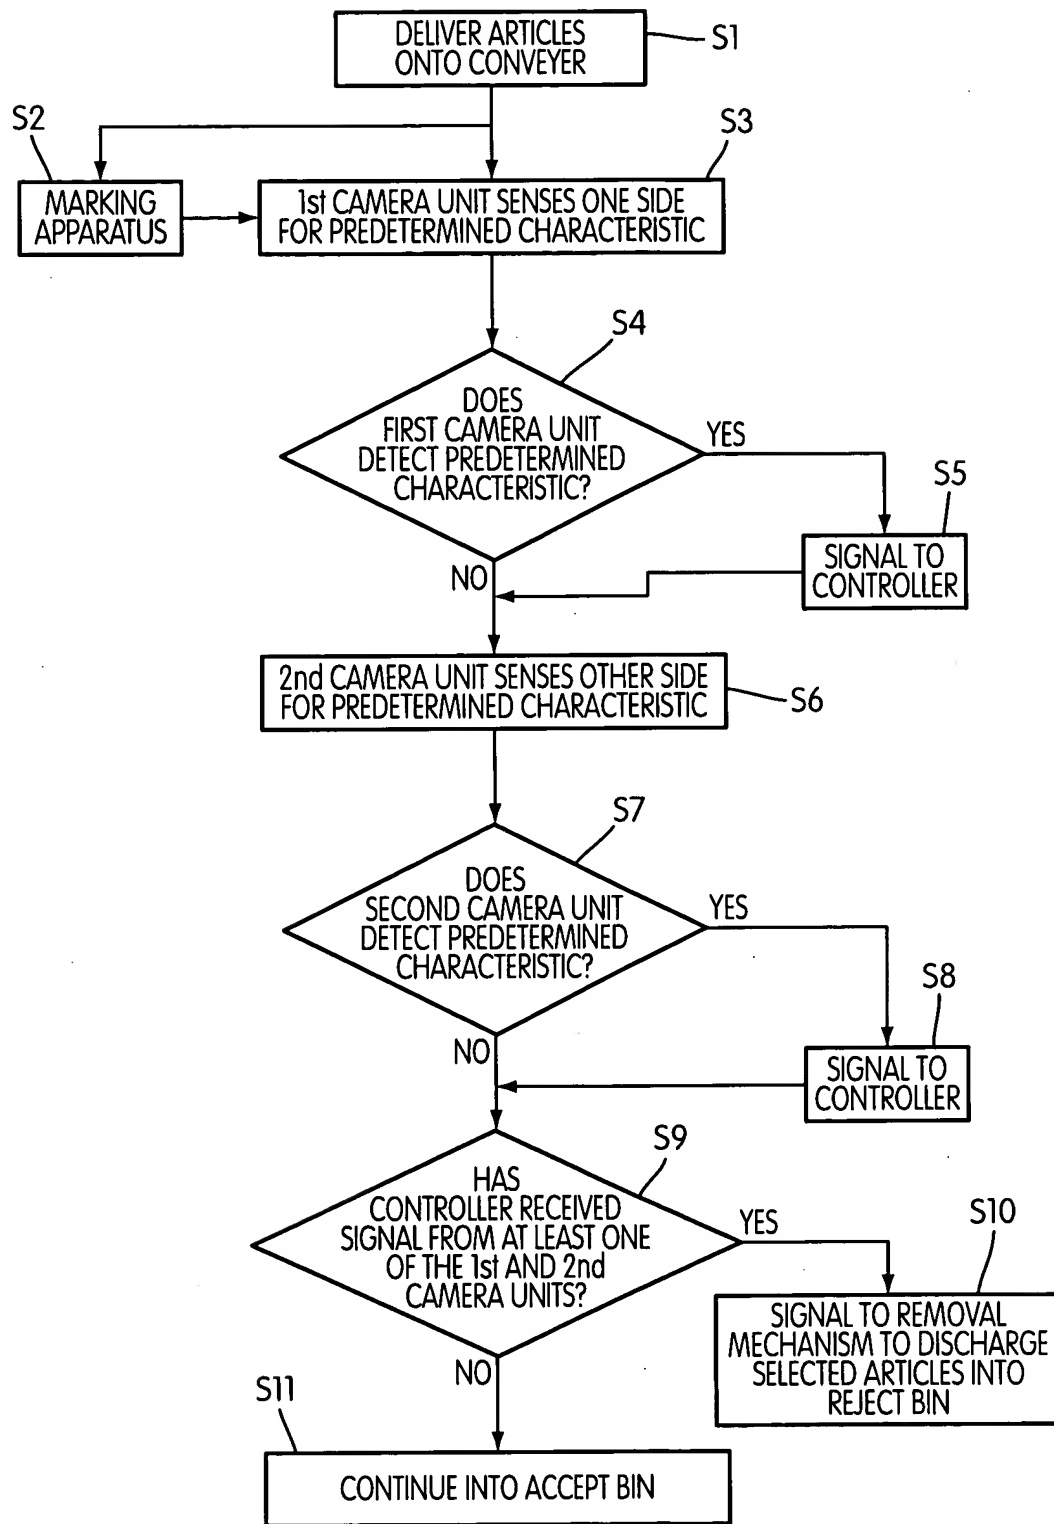 DELIVER ARTICLES
ONTO CONVEYER
S1
S2
S3
MARKING
APPARATUS
1st CAMERA UNIT SENSES ONE SIDE
FOR PREDETERMINED CHARACTERISTIC
S4
DOES
FIRST CAMERA UNIT
DETECT PREDETERMINED
CHARACTERISTIC?
YES
S5
SIGNAL TO
CONTROLLER
NO
2nd CAMERA UNIT SENSES OTHER SIDE
FOR PREDETERMINED CHARACTERISTIC
S6
S7
DOES
SECOND CAMERA UNIT
DETECT PREDETERMINED
CHARACTERISTIC?
YES
S8
SIGNAL TO
CONTROLLER
NO
S9
HAS
CONTROLLER RECEIVED
SIGNAL FROM AT LEAST ONE
OF THE 1st AND 2nd
CAMERA UNITS?
YES
S10
SIGNAL TO REMOVAL
MECHANISM TO DISCHARGE
SELECTED ARTICLES INTO
REJECT BIN
NO
S11
CONTINUE INTO ACCEPT BIN